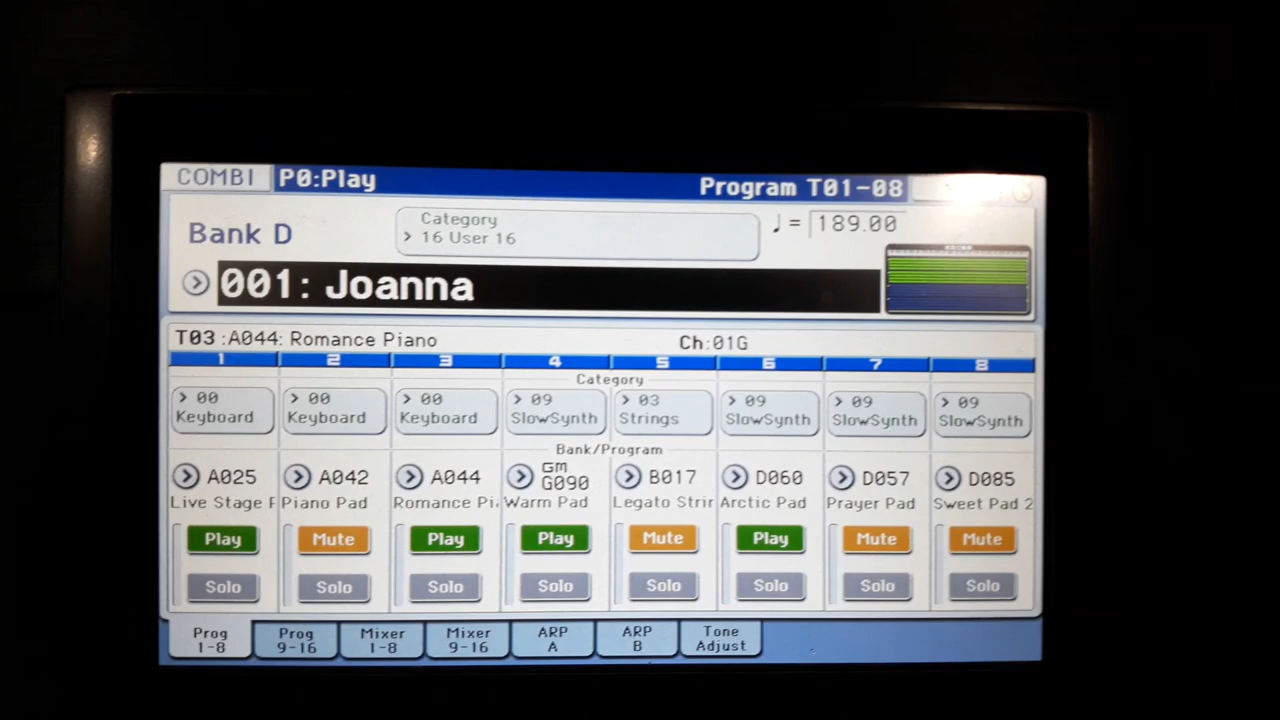 COMBI P0:Play Program T01-08
Bank D
Category
> 16 User 16
♩= 189.00
001: Joanna
T03 :A044: Romance Piano Ch:01G
1 2 3 4 5 6 7 8
Category
> 00 > 00 > 00 > 09 > 03 > 09 > 09 > 09
Keyboard Keyboard Keyboard SlowSynth Strings SlowSynth SlowSynth SlowSynth
Bank/Program
A025 A042 A044 GM G090 B017 D060 D057 D085
Live Stage P Piano Pad Romance Pi Warm Pad Legato Strin Arctic Pad Prayer Pad Sweet Pad 2
Play Mute Play Play Mute Play Mute Mute
Solo Solo Solo Solo Solo Solo Solo Solo
Prog Prog Mixer Mixer ARP ARP Tone
1-8 9-16 1-8 9-16 A B Adjust